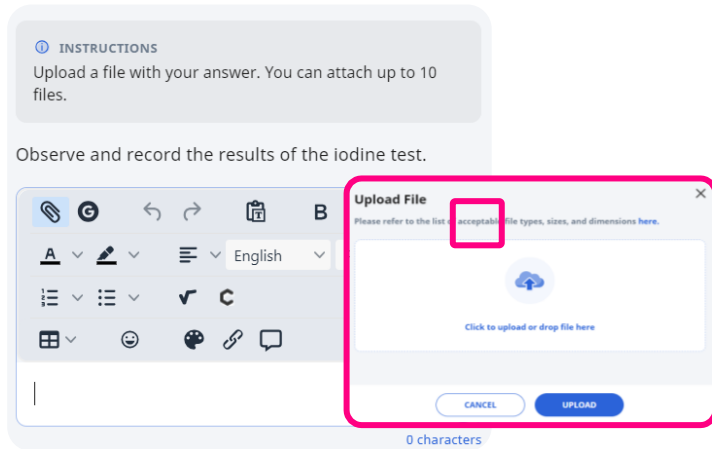 INSTRUCTIONS
Upload a file with your answer. You can attach up to 10
files.
Observe and record the results of the iodine test.
B
A
English
Upload File
Please refer to the list of acceptable file types, sizes, and dimensions here.
Click to upload or drop file here
CANCEL
UPLOAD
0 characters